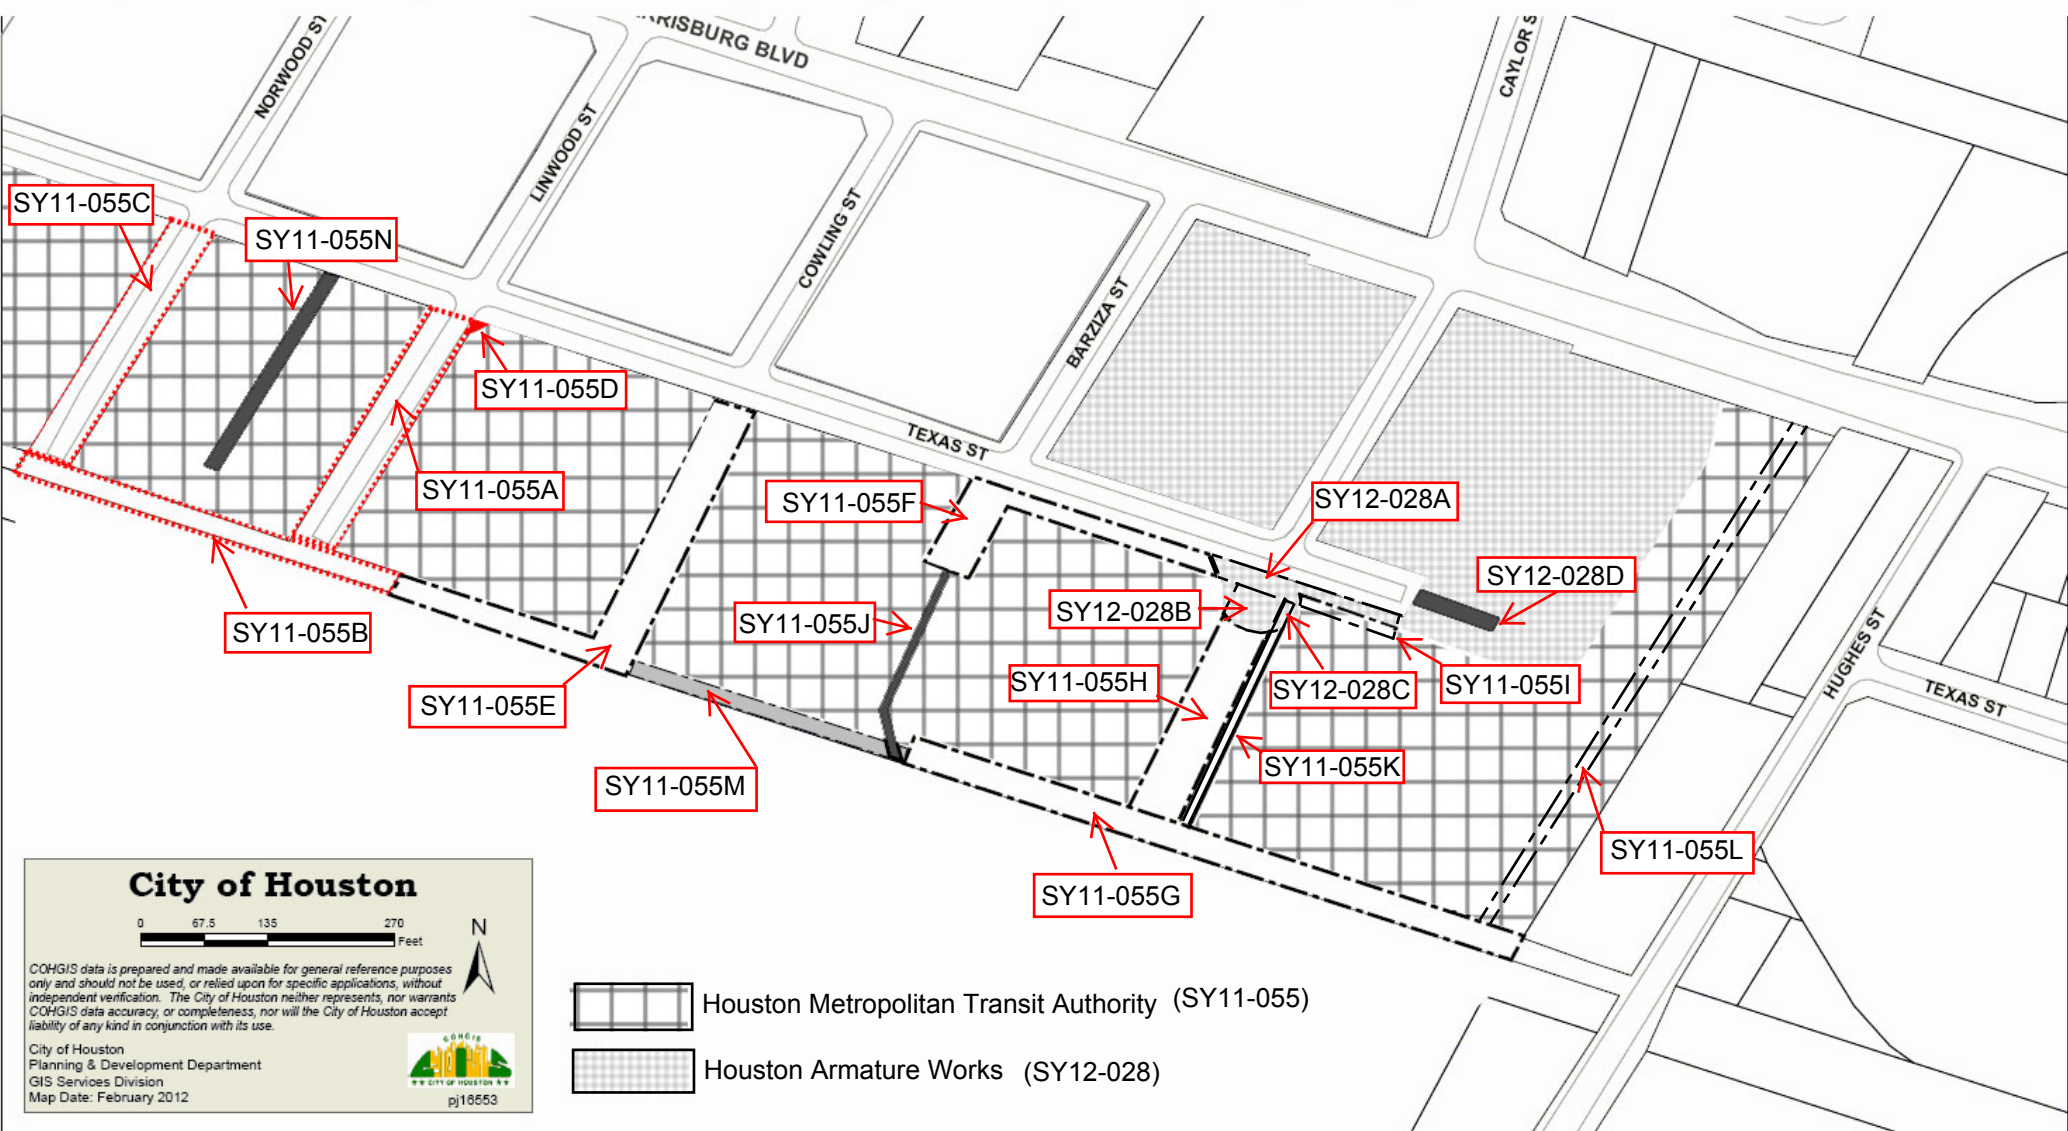 NORWOOD ST
RRISBURG BLVD
CAYLOR S
LINWOOD ST
COWLING ST
BARZIZA ST
TEXAS ST
HUGHES ST
TEXAS ST
SY11-055C
SY11-055N
SY11-055D
SY11-055A
SY11-055B
SY11-055F
SY12-028A
SY12-028D
SY12-028B
SY11-055J
SY11-055H
SY12-028C
SY11-055I
SY11-055E
SY11-055M
SY11-055K
SY11-055L
SY11-055G
City of Houston
0 67.5 135 270
Feet
N
COHGIS data is prepared and made available for general reference purposes
only and should not be used, or relied upon for specific applications, without
independent verification. The City of Houston neither represents, nor warrants
COHGIS data accuracy, or completeness, nor will the City of Houston accept
liability of any kind in conjunction with its use.
City of Houston
Planning & Development Department
GIS Services Division
Map Date: February 2012
COHGIS
CITY OF HOUSTON
pj16553
Houston Metropolitan Transit Authority (SY11-055)
Houston Armature Works (SY12-028)